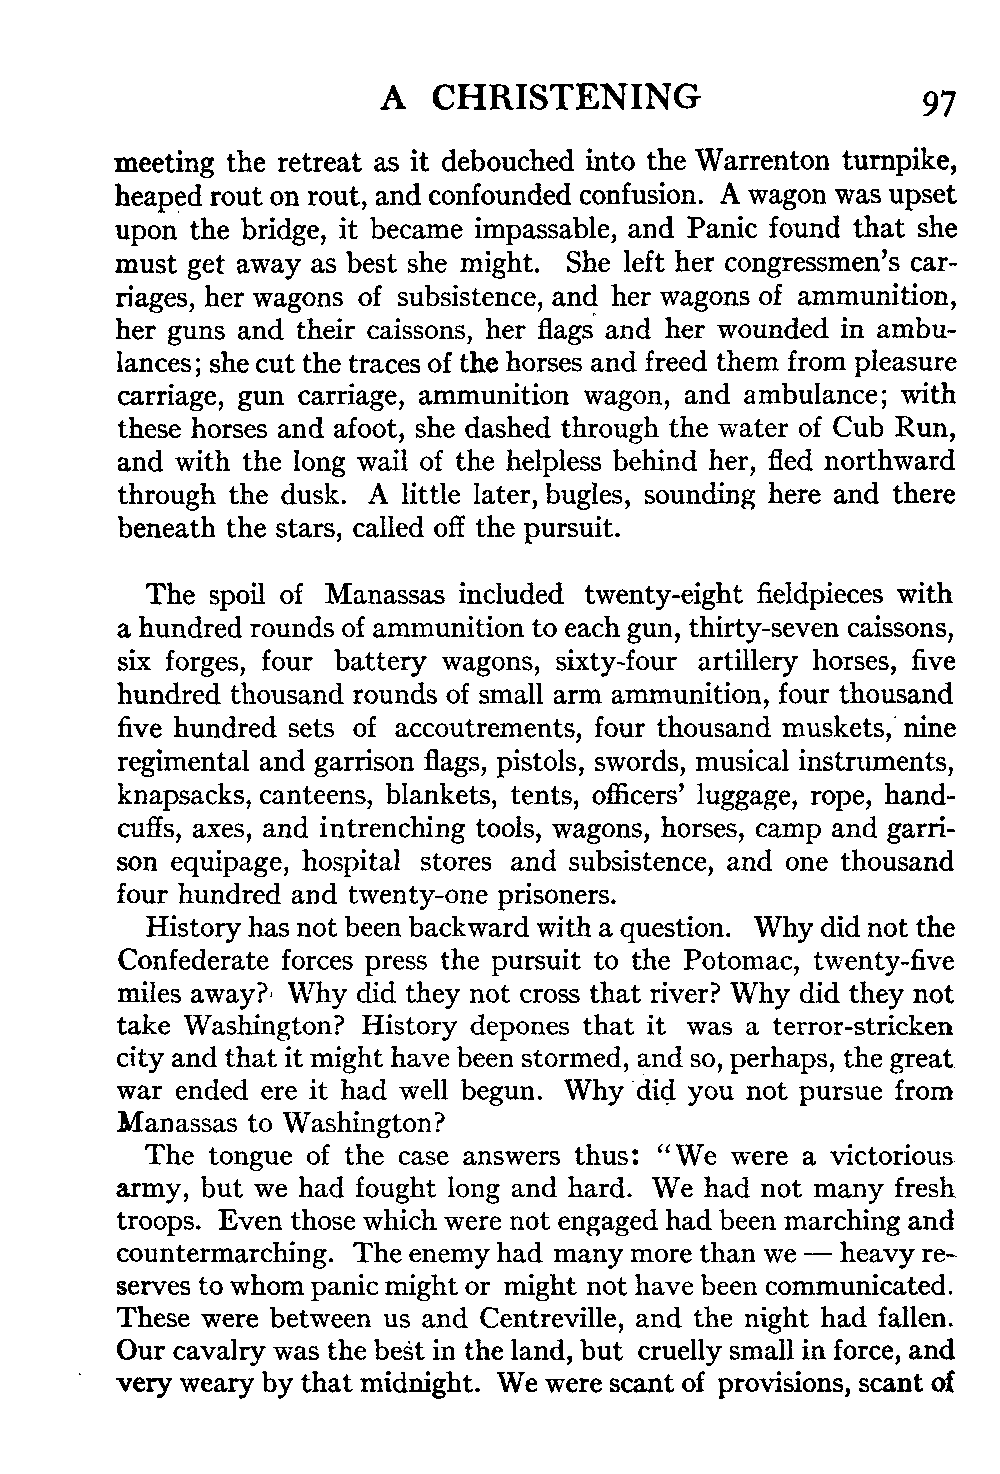 A CHRISTENING 97
meeting the retreat as it debouched into the Warrenton turnpike,
heaped rout on rout, and confounded confusion. A wagon was upset
upon the bridge, it became impassable, and Panic found that she
must get away as best she might. She left her congressmen's car-
riages, her wagons of subsistence, and her wagons of ammunition,
her guns and their caissons, her flags and her wounded in ambu-
lances; she cut the traces of the horses and freed them from pleasure
carriage, gun carriage, ammunition wagon, and ambulance; with
these horses and afoot, she dashed through the water of Cub Run,
and with the long wail of the helpless behind her, fled northward
through the dusk. A little later, bugles, sounding here and there
beneath the stars, called off the pursuit.
The spoil of Manassas included twenty-eight fieldpieces with
a hundred rounds of ammunition to each gun, thirty-seven caissons,
six forges, four battery wagons, sixty-four artillery horses, five
hundred thousand rounds of small arm ammunition, four thousand
five hundred sets of accoutrements, four thousand muskets, nine
regimental and garrison flags, pistols, swords, musical instruments,
knapsacks, canteens, blankets, tents, officers' luggage, rope, hand-
cuffs, axes, and intrenching tools, wagons, horses, camp and garri-
son equipage, hospital stores and subsistence, and one thousand
four hundred and twenty-one prisoners.
History has not been backward with a question. Why did not the
Confederate forces press the pursuit to the Potomac, twenty-five
miles away? Why did they not cross that river? Why did they not
take Washington? History depones that it was a terror-stricken
city and that it might have been stormed, and so, perhaps, the great
war ended ere it had well begun. Why did you not pursue from
Manassas to Washington?
The tongue of the case answers thus: "We were a victorious
army, but we had fought long and hard. We had not many fresh
troops. Even those which were not engaged had been marching and
countermarching. The enemy had many more than we — heavy re-
serves to whom panic might or might not have been communicated.
These were between us and Centreville, and the night had fallen.
Our cavalry was the best in the land, but cruelly small in force, and
very weary by that midnight. We were scant of provisions, scant of